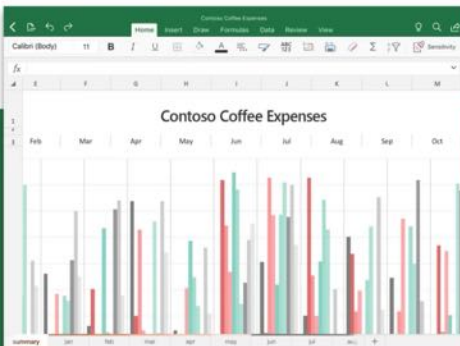 Contoso Coffee Expenses
Home Insert Draw Formulas Data Review View
Calibri (Body) 11 B I U A Σ Sensitivity
fx
E F G H I J K L M
Contoso Coffee Expenses
Feb Mar Apr May Jun Jul Aug Sep Oct
summary jan feb mar apr may jun jul +